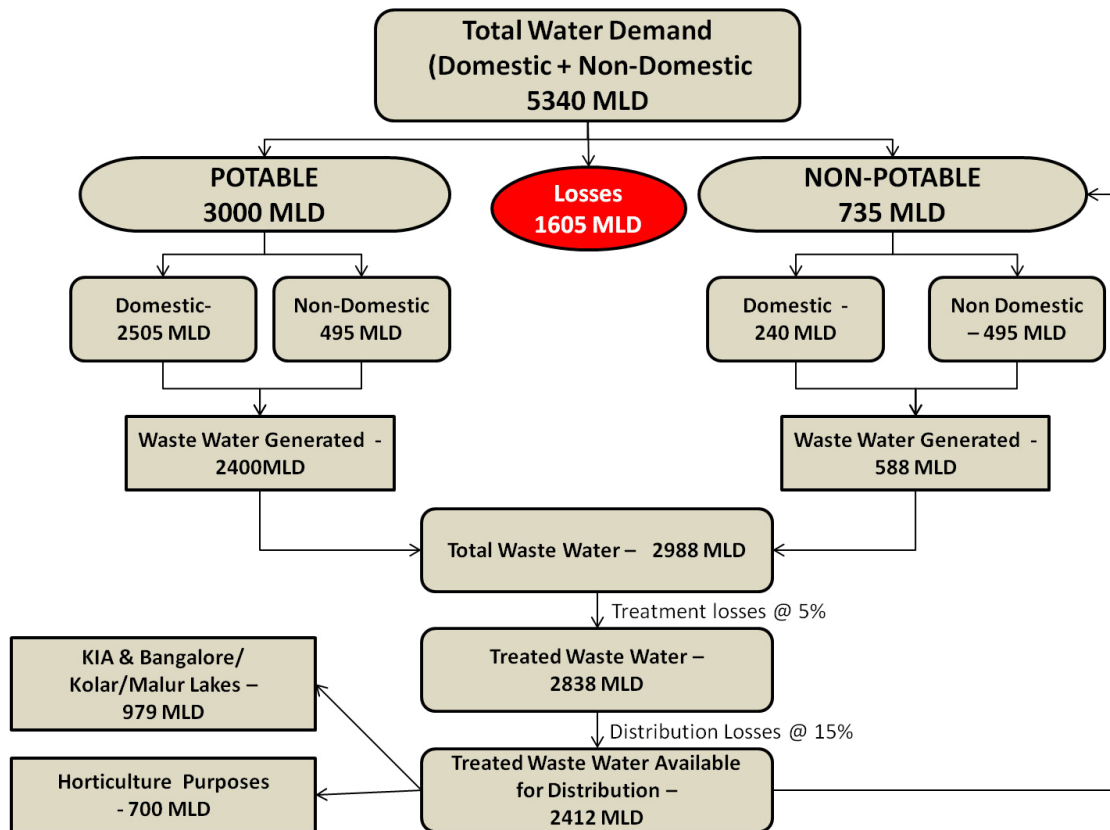 Total Water Demand
(Domestic + Non-Domestic
5340 MLD
POTABLE
3000 MLD
Losses
1605 MLD
NON-POTABLE
735 MLD
Domestic-
2505 MLD
Non-Domestic
495 MLD
Domestic -
240 MLD
Non Domestic
– 495 MLD
Waste Water Generated -
2400MLD
Waste Water Generated -
588 MLD
Total Waste Water – 2988 MLD
Treatment losses @ 5%
Treated Waste Water –
2838 MLD
KIA & Bangalore/
Kolar/Malur Lakes –
979 MLD
Distribution Losses @ 15%
Treated Waste Water Available
for Distribution –
2412 MLD
Horticulture Purposes
- 700 MLD